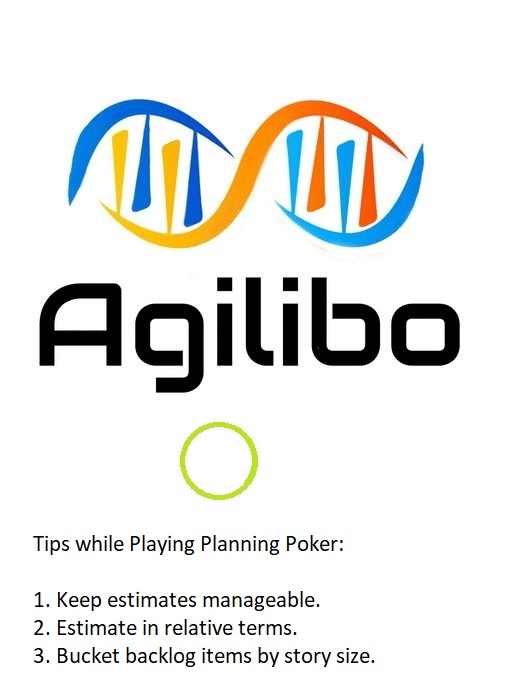 Agilibo
Tips while Playing Planning Poker:
1. Keep estimates manageable.
2. Estimate in relative terms.
3. Bucket backlog items by story size.